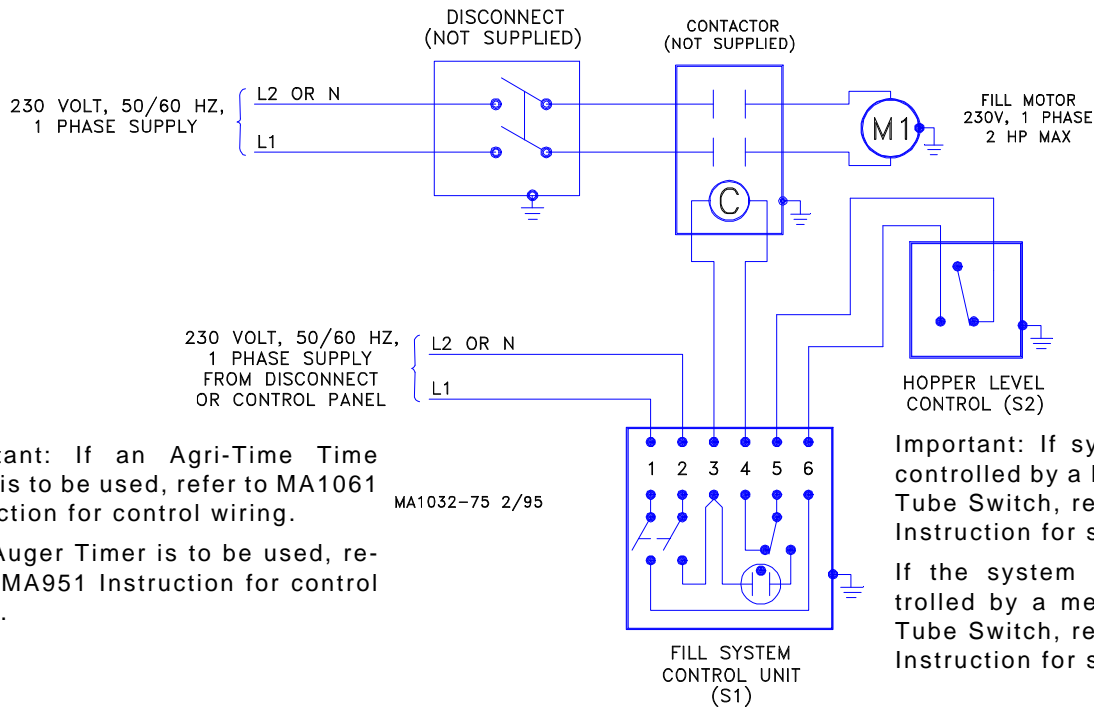 DISCONNECT
(NOT SUPPLIED)
CONTACTOR
(NOT SUPPLIED)
230 VOLT, 50/60 HZ,
1 PHASE SUPPLY
L2 OR N
L1
FILL MOTOR
230V, 1 PHASE
2 HP MAX
M1
C
230 VOLT, 50/60 HZ,
1 PHASE SUPPLY
FROM DISCONNECT
OR CONTROL PANEL
L2 OR N
L1
HOPPER LEVEL
CONTROL (S2)
1 2 3 4 5 6
tant: If an Agri-Time Time
is to be used, refer to MA1061
ction for control wiring.
Auger Timer is to be used, re-
MA951 Instruction for control
.
MA1032-75 2/95
Important: If sy
controlled by a
Tube Switch, re
Instruction for s
If the system
trolled by a me
Tube Switch, re
Instruction for s
FILL SYSTEM
CONTROL UNIT
(S1)